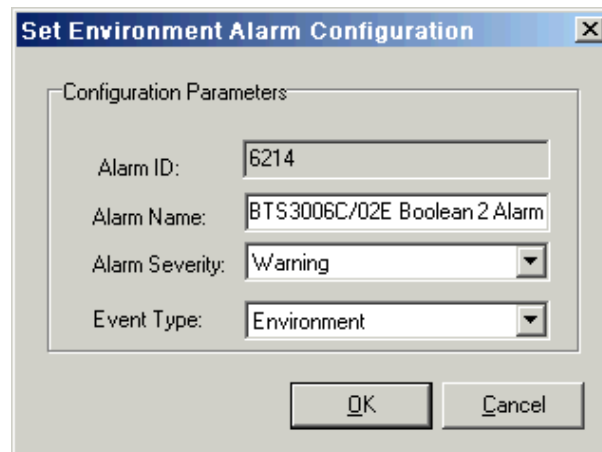 Set Environment Alarm Configuration
Configuration Parameters
Alarm ID: 6214
Alarm Name: BTS3006C/02E Boolean 2 Alarm
Alarm Severity: Warning
Event Type: Environment
OK Cancel